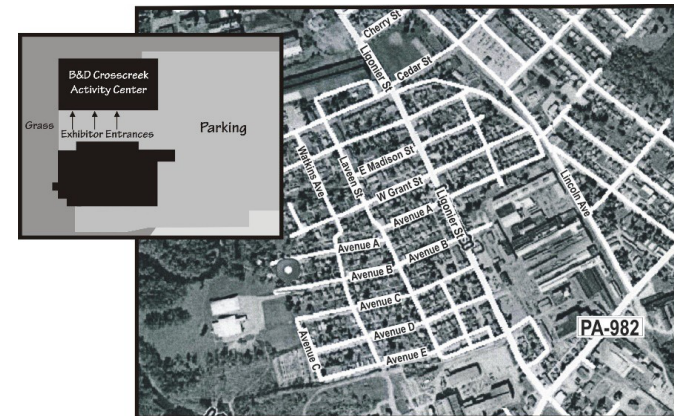 B&D Crosscreek
Activity Center
Grass
Exhibitor Entrances
Parking
Cherry St
Ligonier St
Cedar St
Watkins Ave
Laveen St
E Madison St
W Grant St
Ligonier St
Lincoln Ave
Avenue A
Avenue A
Avenue B
Avenue B
Avenue C
Avenue C
Avenue D
Avenue E
PA-982